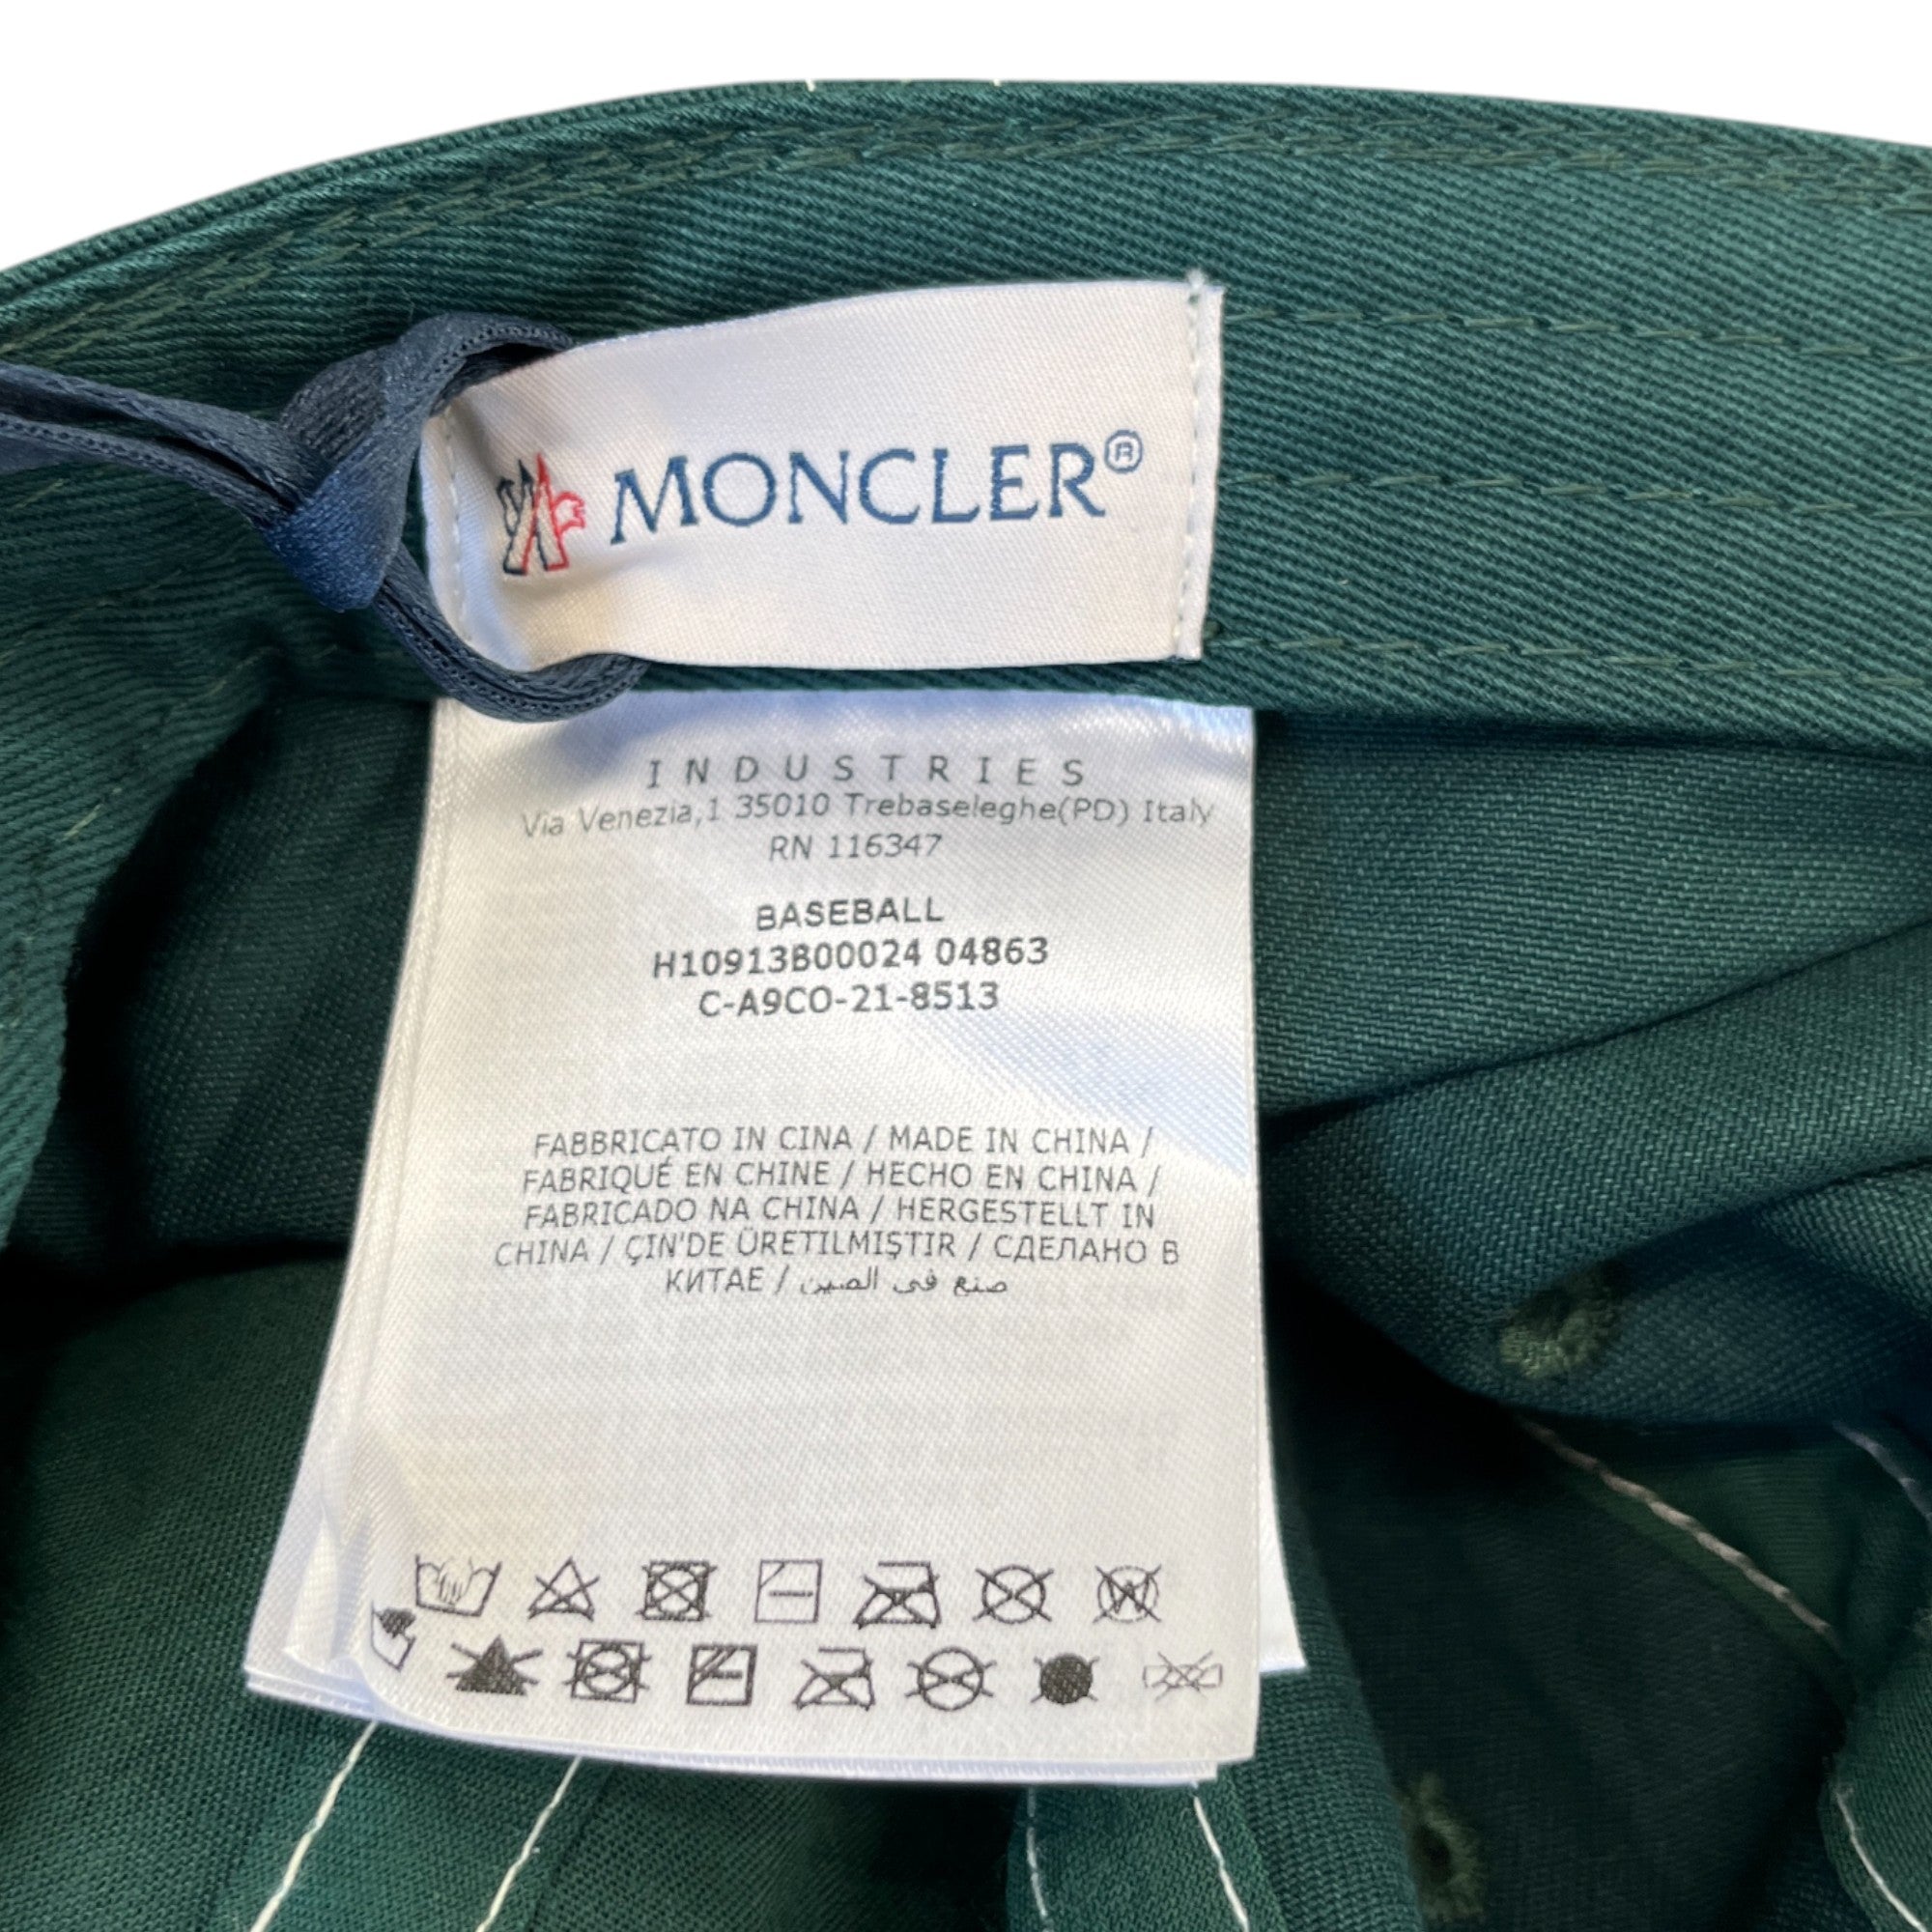 MONCLER®
INDUSTRIES
Via Venezia,1 35010 Trebaseleghe(PD) Italy
RN 116347
BASEBALL
H10913B00024 04863
C-A9CO-21-8513
FABBRICATO IN CINA / MADE IN CHINA /
FABRIQUÉ EN CHINE / HECHO EN CHINA /
FABRICADO NA CHINA / HERGESTELLT IN
CHINA / ÇIN'DE ÜRETILMIŞTIR / СДЕЛАНО В
КИТАЕ / صنع في الصين
W